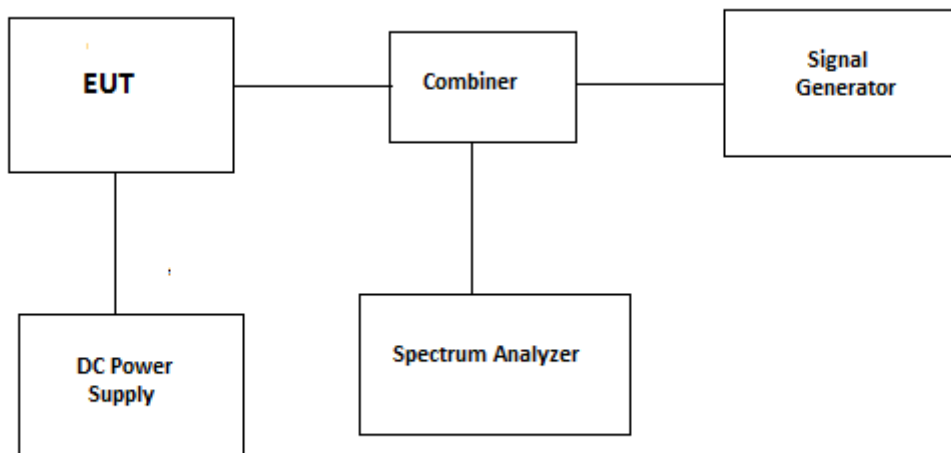 EUT
Combiner
Signal
Generator
DC Power
Supply
Spectrum Analyzer